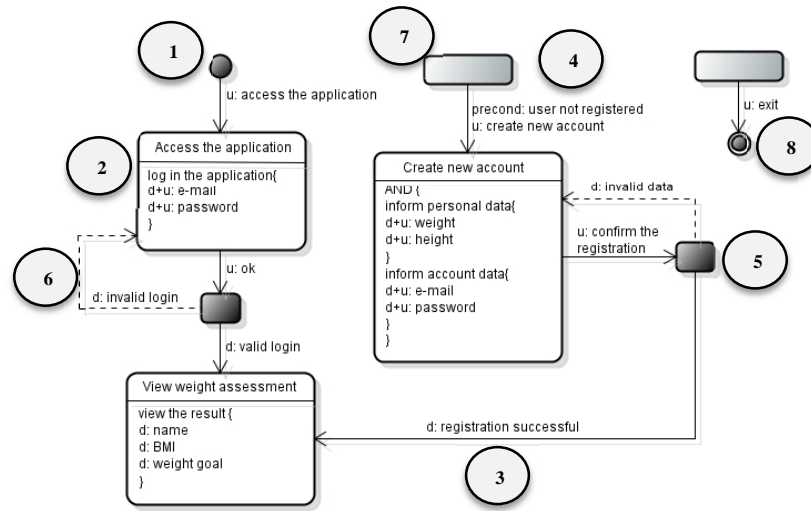 1
u: access the application
2
Access the application
log in the application{
d+u: e-mail
d+u: password
}
6
u: ok
d: invalid login
d: valid login
View weight assessment
view the result {
d: name
d: BMI
d: weight goal
}
7
4
precond: user not registered
u: create new account
Create new account
AND {
inform personal data{
d+u: weight
d+u: height
}
inform account data{
d+u: e-mail
d+u: password
}
}
d: invalid data
u: confirm the
registration
5
d: registration successful
3
u: exit
8